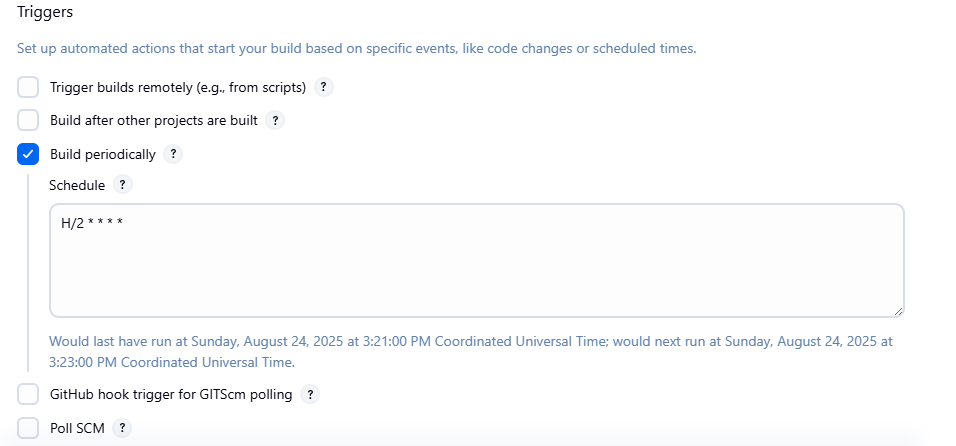 Triggers
Set up automated actions that start your build based on specific events, like code changes or scheduled times.
Trigger builds remotely (e.g., from scripts) ?
Build after other projects are built ?
Build periodically ?
Schedule ?
H/2 * * * *
Would last have run at Sunday, August 24, 2025 at 3:21:00 PM Coordinated Universal Time; would next run at Sunday, August 24, 2025 at
3:23:00 PM Coordinated Universal Time.
GitHub hook trigger for GITScm polling ?
Poll SCM ?